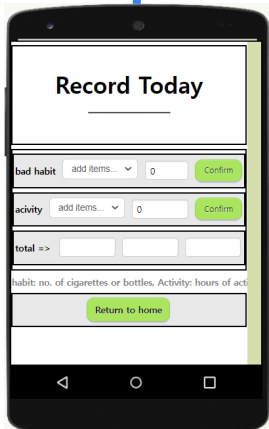 Record Today
bad habit add items... 0 Confirm
acivity add items... 0 Confirm
total =>
habit: no. of cigarettes or bottles, Activity: hours of acti
Return to home